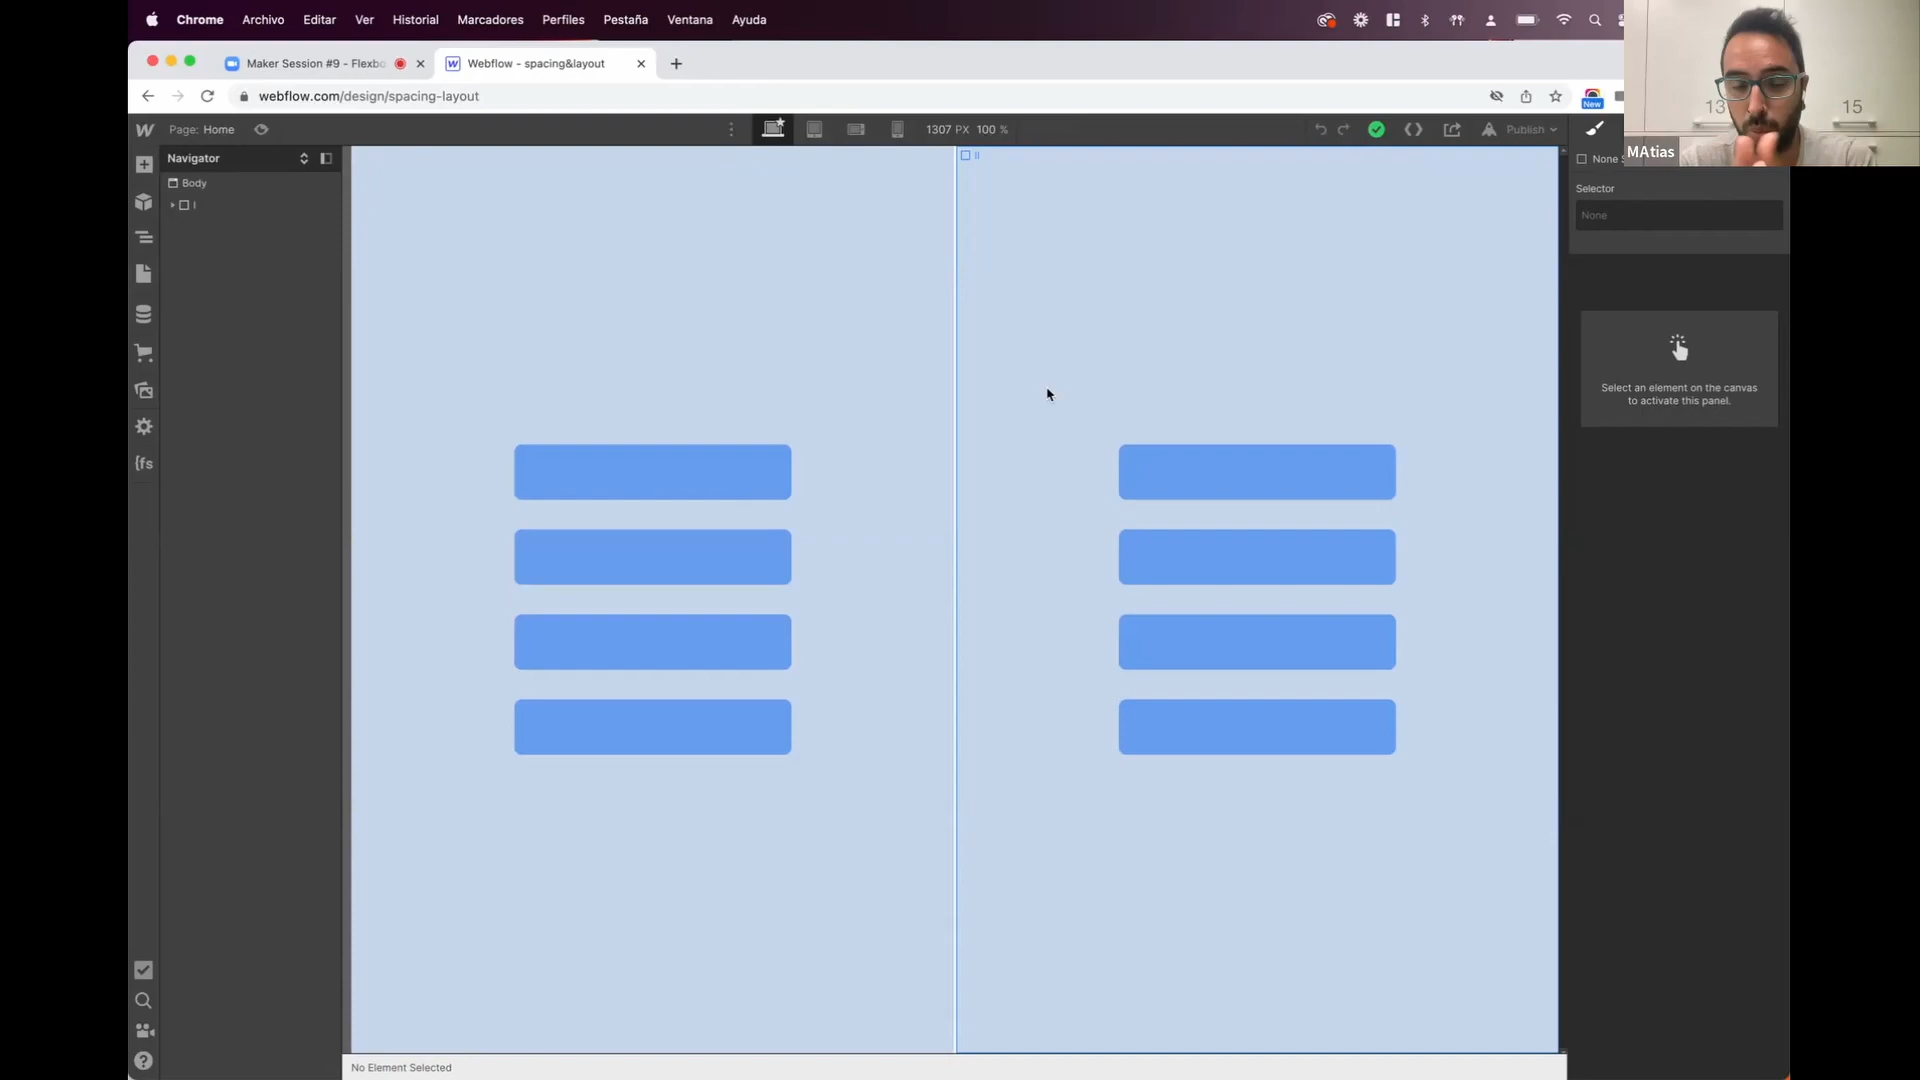 Chrome Archivo Editar Ver Historial Marcadores Perfiles Pestaña Ventana Ayuda
Maker Session #9 - Flexbo
Webflow - spacing&layout
webflow.com/design/spacing-layout
New
Page: Home
1307 PX 100 %
Publish
13
15
MAtias
Navigator
Body
I
II
None
Selector
None
Select an element on the canvas
to activate this panel.
{fs
No Element Selected